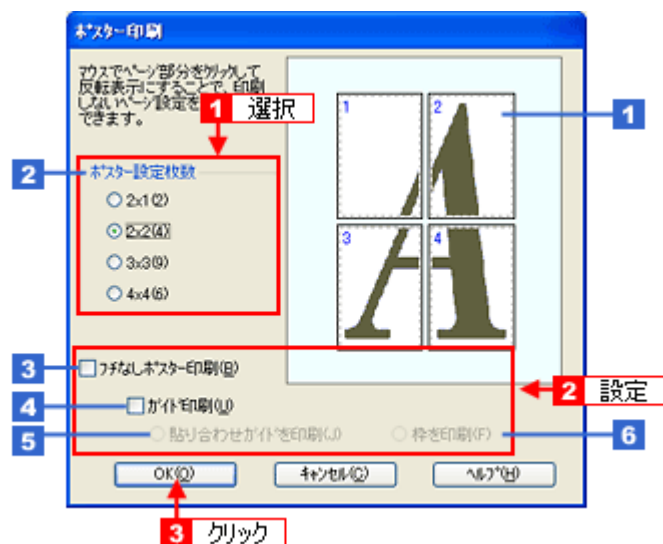 ポスター印刷
マウスでページ部分をクリックして
反転表示にすることで、印刷
しないページ設定を
できます。
1 選択
1
2
ポスター設定枚数
2x1(2)
2x2(4)
3x3(9)
4x4(6)
1
2
3
4
3
フチなしポスター印刷(B)
4
ガイド印刷(U)
5
貼り合わせガイドを印刷(J)
枠を印刷(F)
6
2 設定
OK(O)
キャンセル(C)
ヘルプ(H)
3 クリック